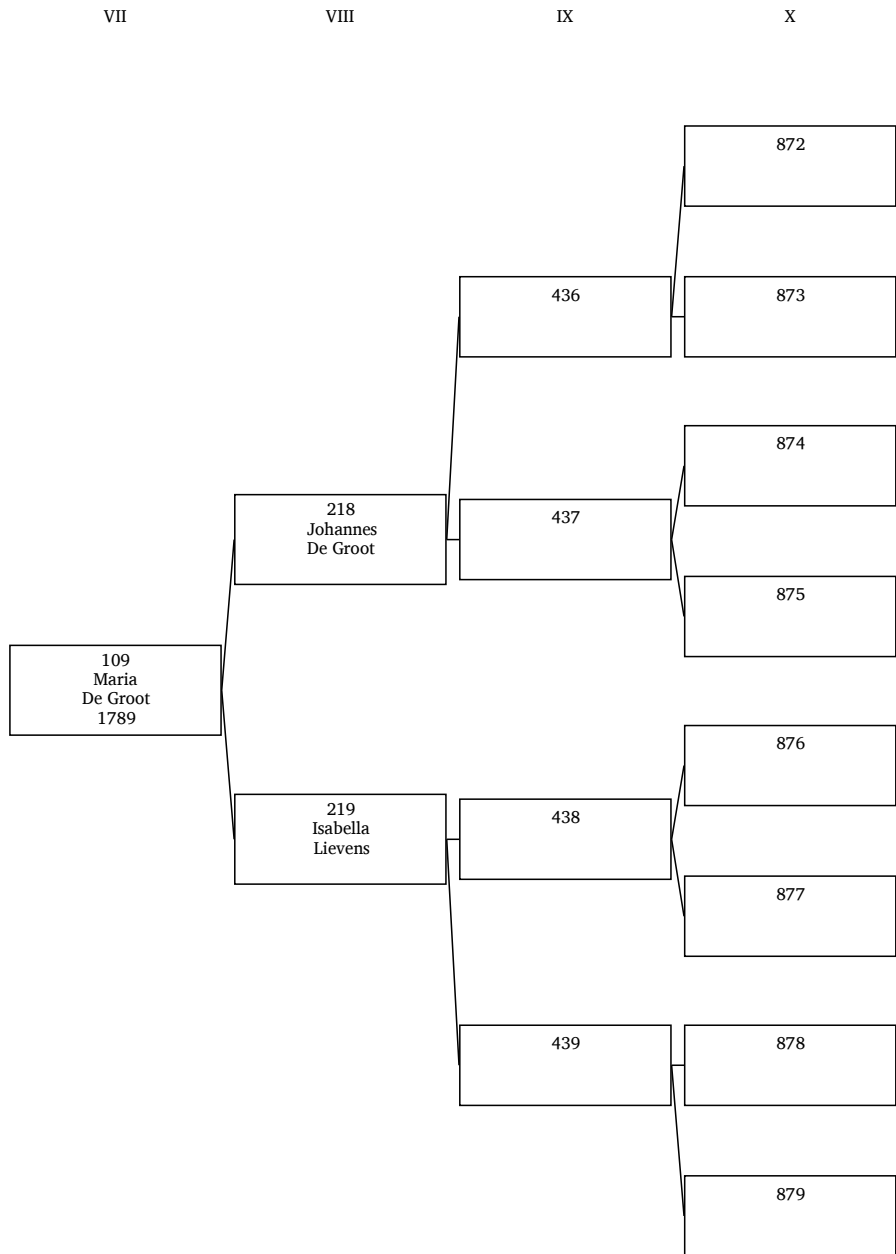 VII VIII IX X
872
436
873
874
218
Johannes
De Groot
437
875
109
Maria
De Groot
1789
876
219
Isabella
Lievens
438
877
439
878
879